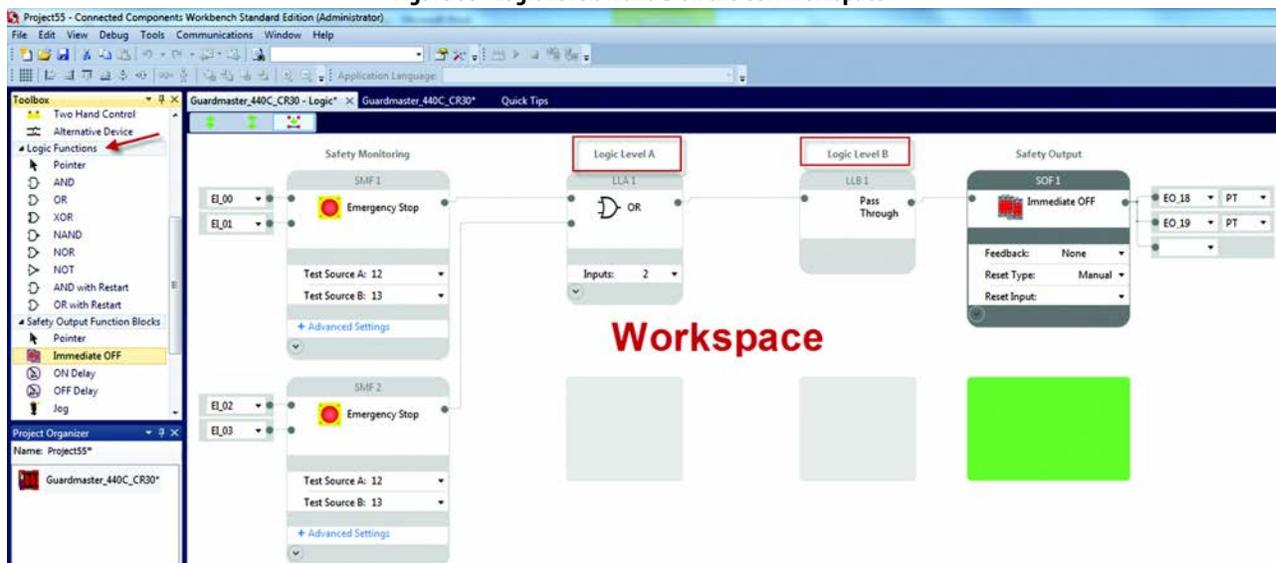 Project55 - Connected Components Workbench Standard Edition (Administrator)
File Edit View Debug Tools Communications Window Help
Application Language:
Toolbox
Guardmaster_440C_CR30 - Logic*
Guardmaster_440C_CR30*
Quick Tips
Two Hand Control
Alternative Device
Logic Functions
Pointer
AND
OR
XOR
NAND
NOR
NOT
AND with Restart
OR with Restart
Safety Output Function Blocks
Pointer
Immediate OFF
ON Delay
OFF Delay
Jog
Project Organizer
Name: Project55*
Guardmaster_440C_CR30*
Safety Monitoring
Logic Level A
Logic Level B
Safety Output
SMF 1
EI_00
EI_01
Emergency Stop
Test Source A: 12
Test Source B: 13
+ Advanced Settings
LLA 1
OR
Inputs: 2
LLB 1
Pass
Through
SOF 1
Immediate OFF
Feedback: None
Reset Type: Manual
Reset Input:
EO_18 PT
EO_19 PT
Workspace
SMF 2
EI_02
EI_03
Emergency Stop
Test Source A: 12
Test Source B: 13
+ Advanced Settings